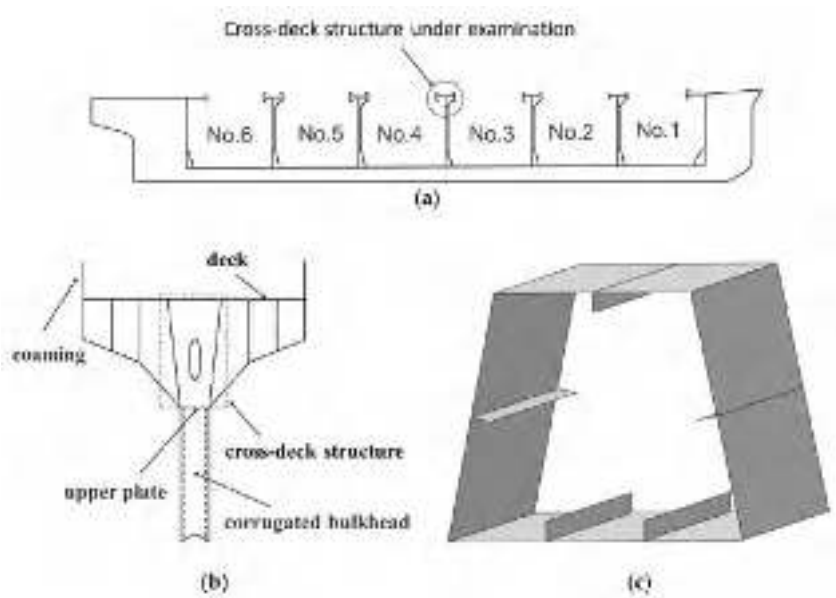 Cross-deck structure under examination
No.6 No.5 No.4 No.3 No.2 No.1
(a)
deck
coaming
cross-deck structure
upper plate
corrugated bulkhead
(b)
(c)